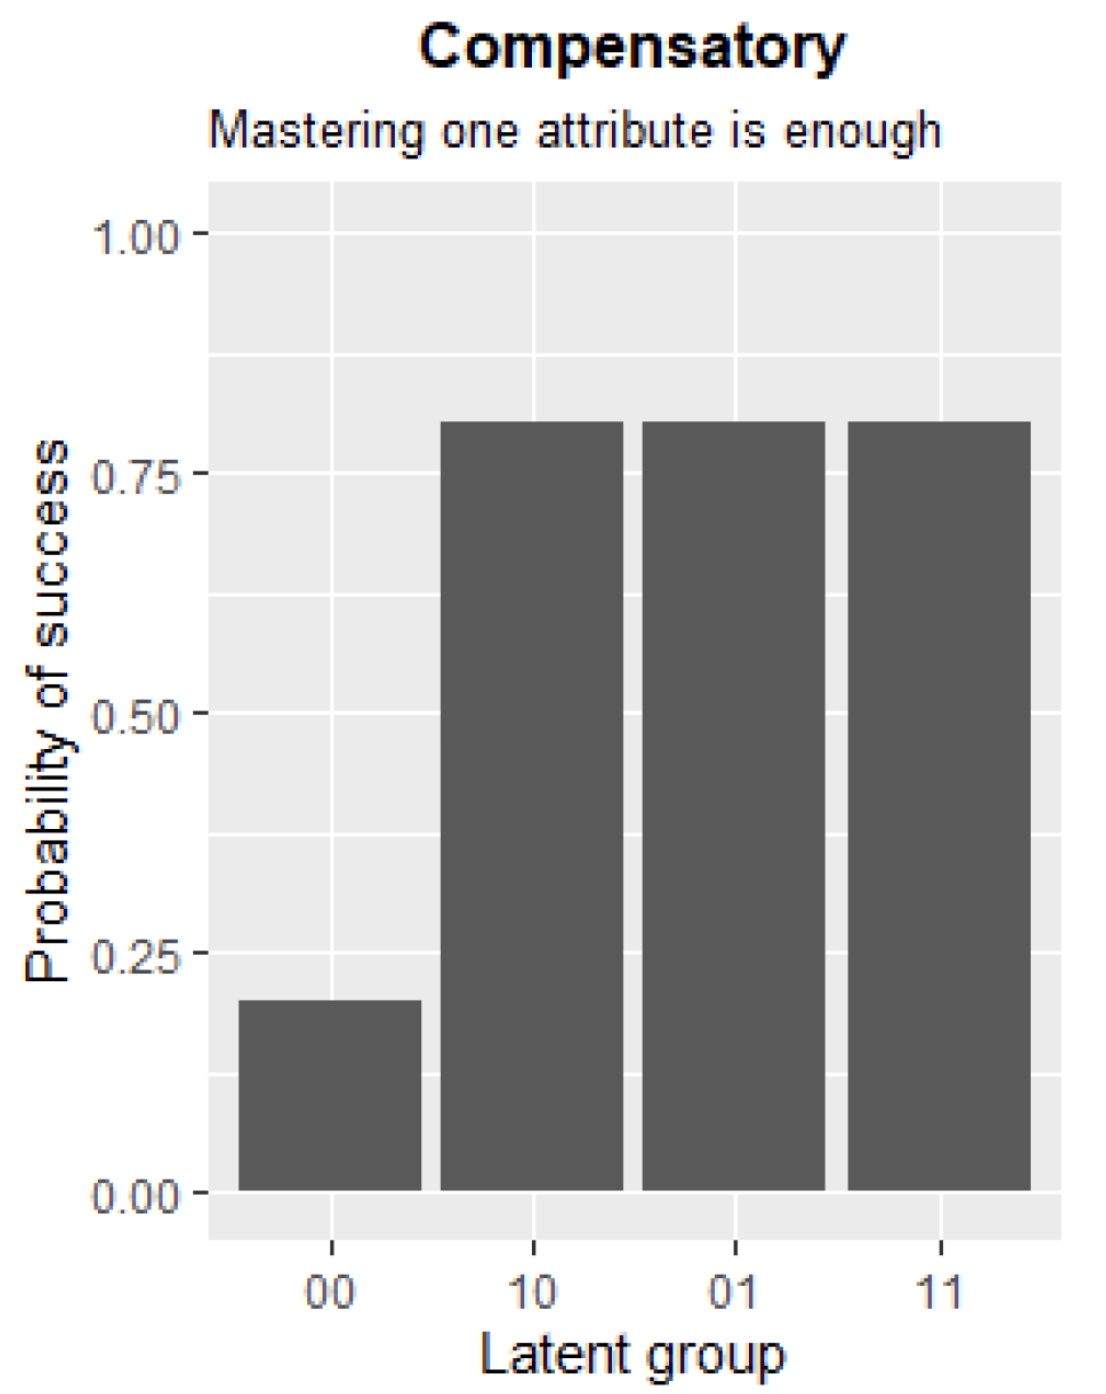 Compensatory
Mastering one attribute is enough
1.00
0.75
0.50
0.25
0.00
Probability of success
00 10 01 11
Latent group